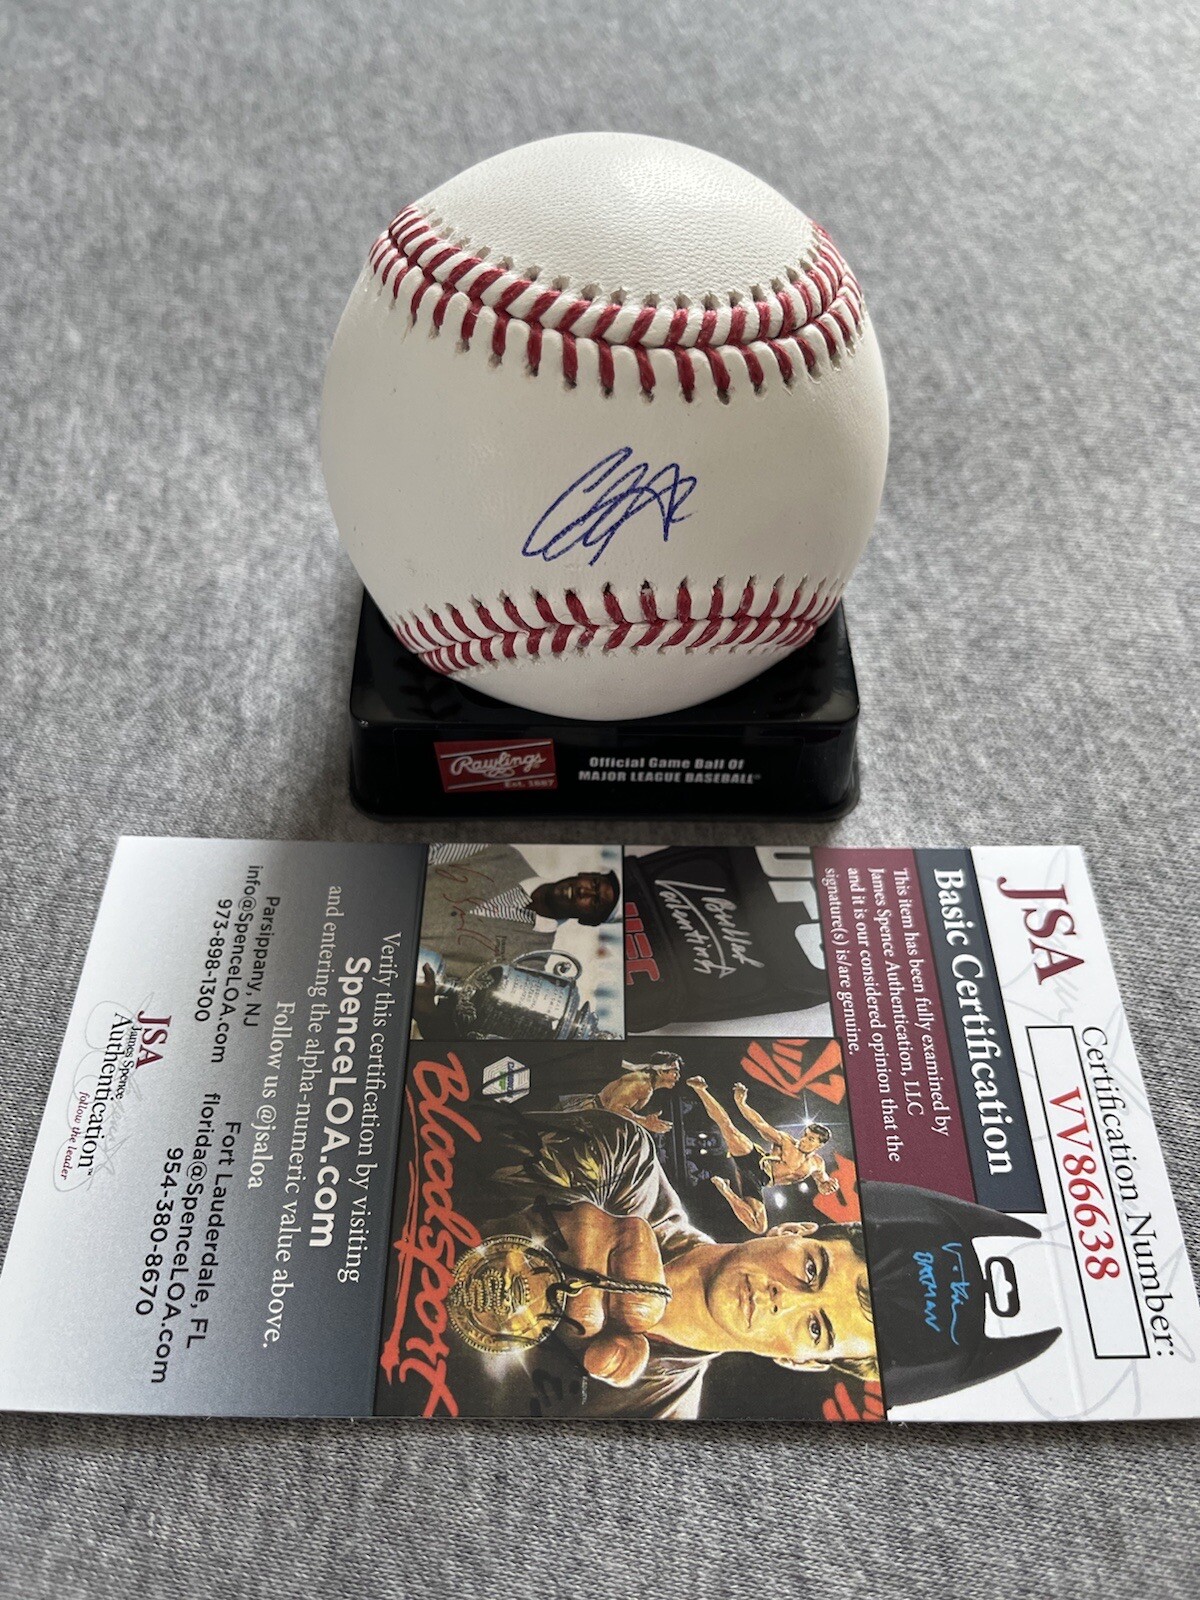 Rawlings
Est. 1887
Official Game Ball Of
MAJOR LEAGUE BASEBALL
JSA
Certification Number:
VV86638
Basic Certification
This item has been fully examined by
James Spence Authentication, LLC
and it is our considered opinion that the
signature(s) is/are genuine.
BATMAN
UFC
Valentina
Bloodsport
Verify this certification by visiting
SpenceLOA.com
and entering the alpha-numeric value above.
Follow us @jsaloa
Parsippany, NJ
info@SpenceLOA.com
973-898-1300
Fort Lauderdale, FL
florida@SpenceLOA.com
954-380-8670
JSA
James Spence
Authentication™
follow the leader